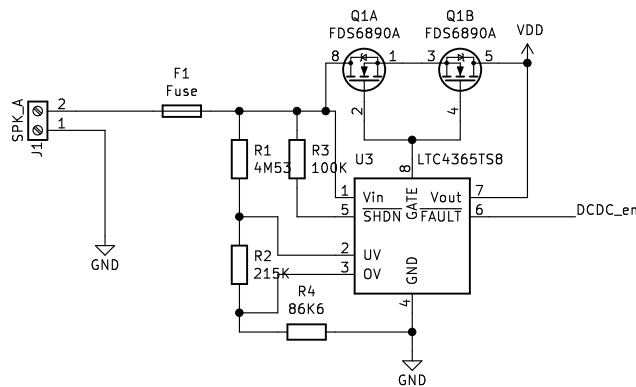 Q1A
FDS6890A
Q1B
FDS6890A
VDD
8
1
3
5
2
4
F1
Fuse
SPK_A
2
1
J1
R1
4M53
R3
100K
U3
LTC4365TS8
8
1
Vin
Vout
7
5
SHDN
GATE
FAULT
6
DCDC_en
GND
2
UV
3
OV
GND
R2
215K
4
R4
86K6
GND